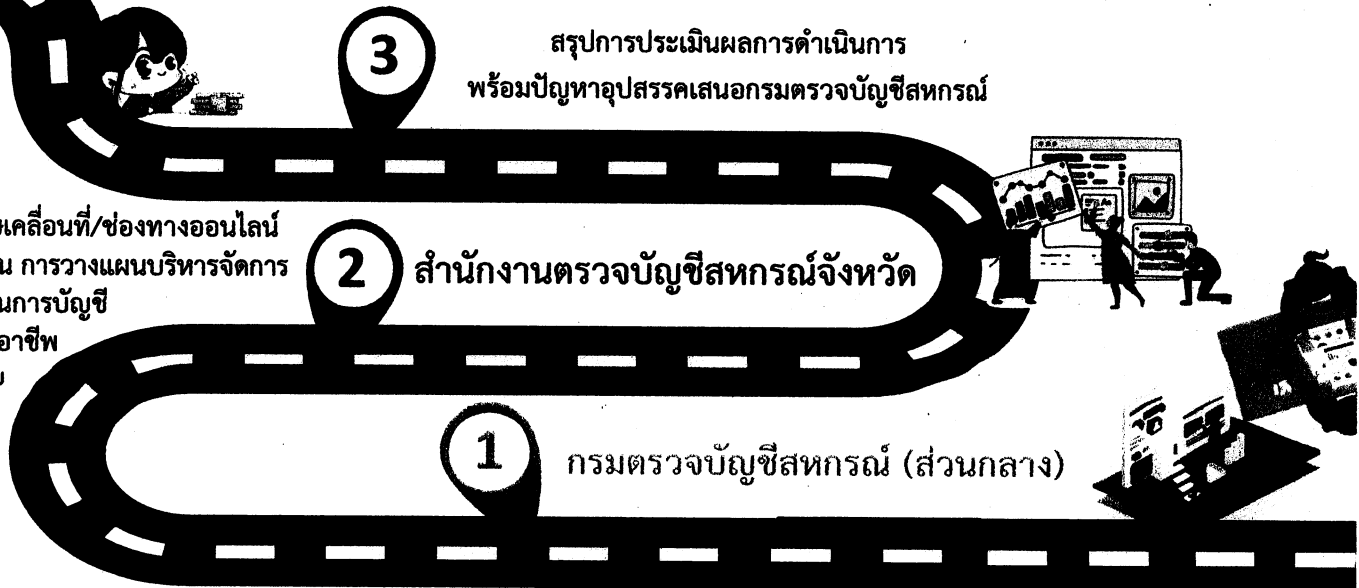 3
สรุปการประเมินผลการดำเนินการ
พร้อมปัญหาอุปสรรคเสนอกรมตรวจบัญชีสหกรณ์
เคลื่อนที่/ช่องทางออนไลน์
น การวางแผนบริหารจัดการ
นการบัญชี
อาชีพ
2
สำนักงานตรวจบัญชีสหกรณ์จังหวัด
1
กรมตรวจบัญชีสหกรณ์ (ส่วนกลาง)